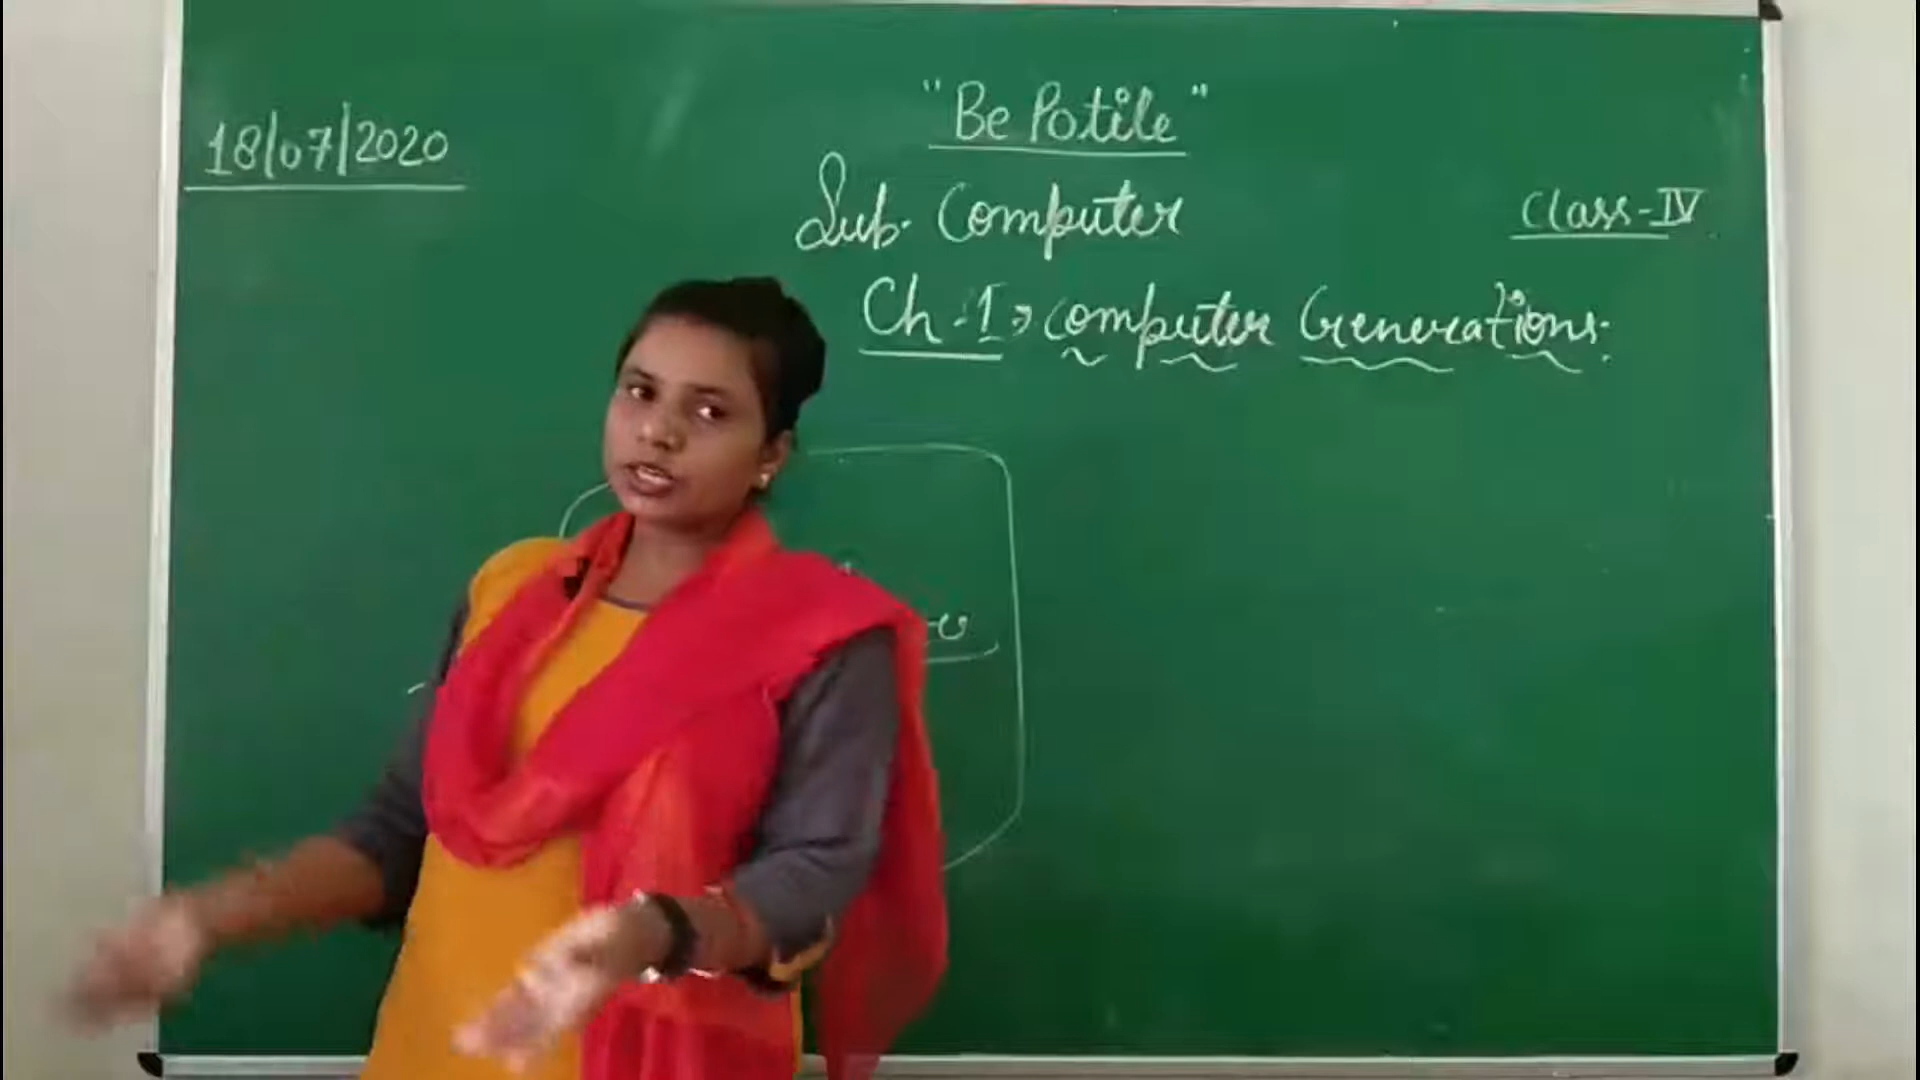 18/07/2020
"Be Potile"
Sub. Computer
Class-IV
Ch-1, Computer Generations.